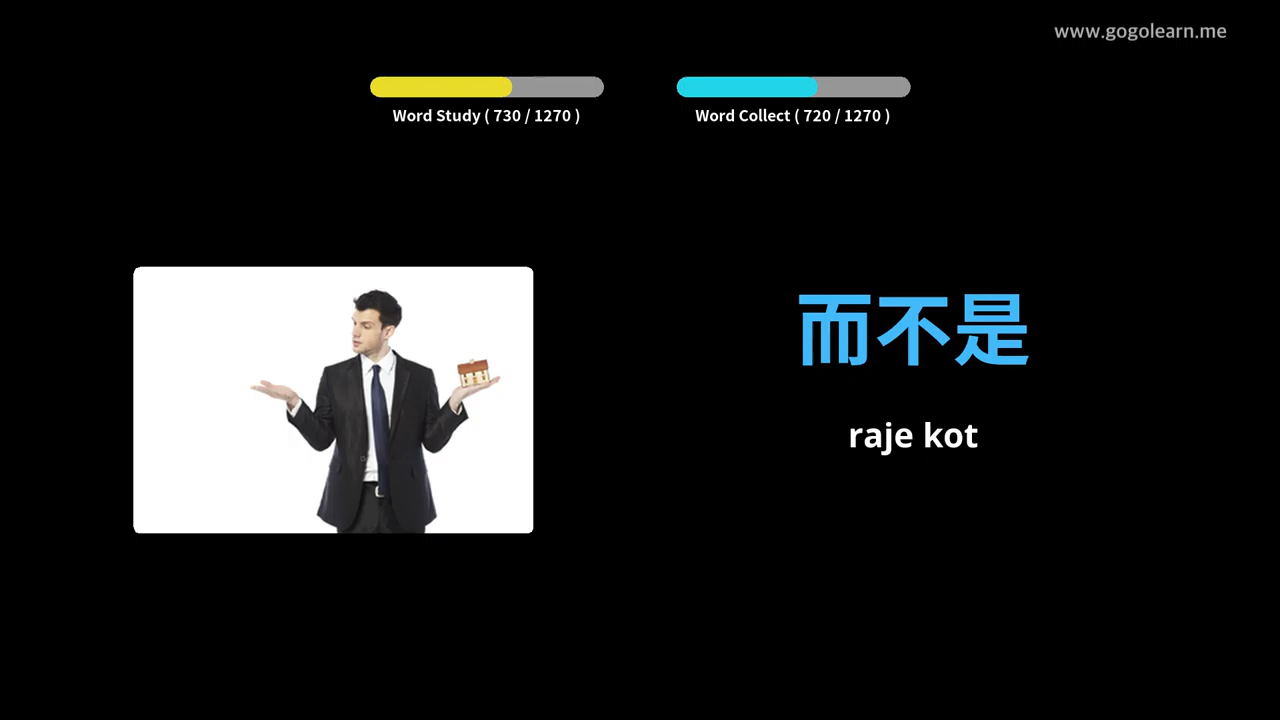 www.gogolearn.me
Word Study ( 730 / 1270 )
Word Collect ( 720 / 1270 )
而不是
raje kot